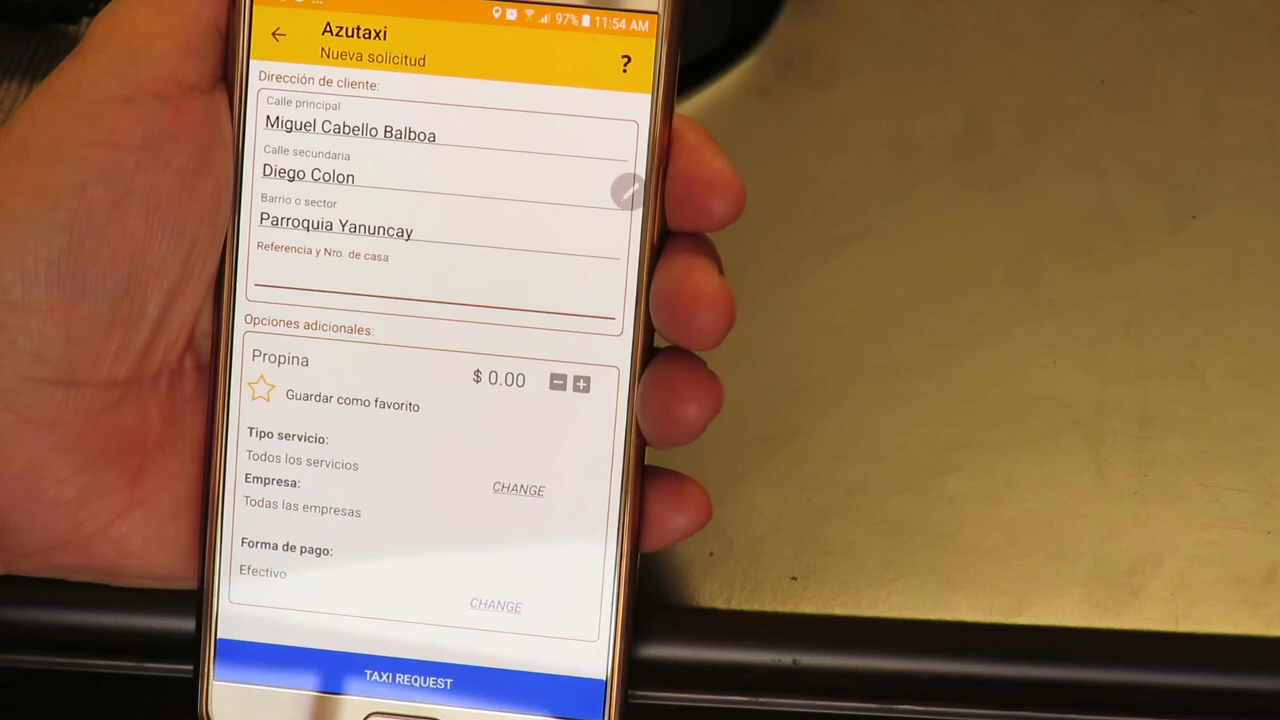 97% 11:54 AM
Azutaxi
Nueva solicitud
?
Dirección de cliente:
Calle principal
Miguel Cabello Balboa
Calle secundaria
Diego Colon
Barrio o sector
Parroquia Yanuncay
Referencia y Nro. de casa
Opciones adicionales:
Propina
$ 0.00
Guardar como favorito
Tipo servicio:
Todos los servicios
Empresa:
CHANGE
Todas las empresas
Forma de pago:
Efectivo
CHANGE
TAXI REQUEST